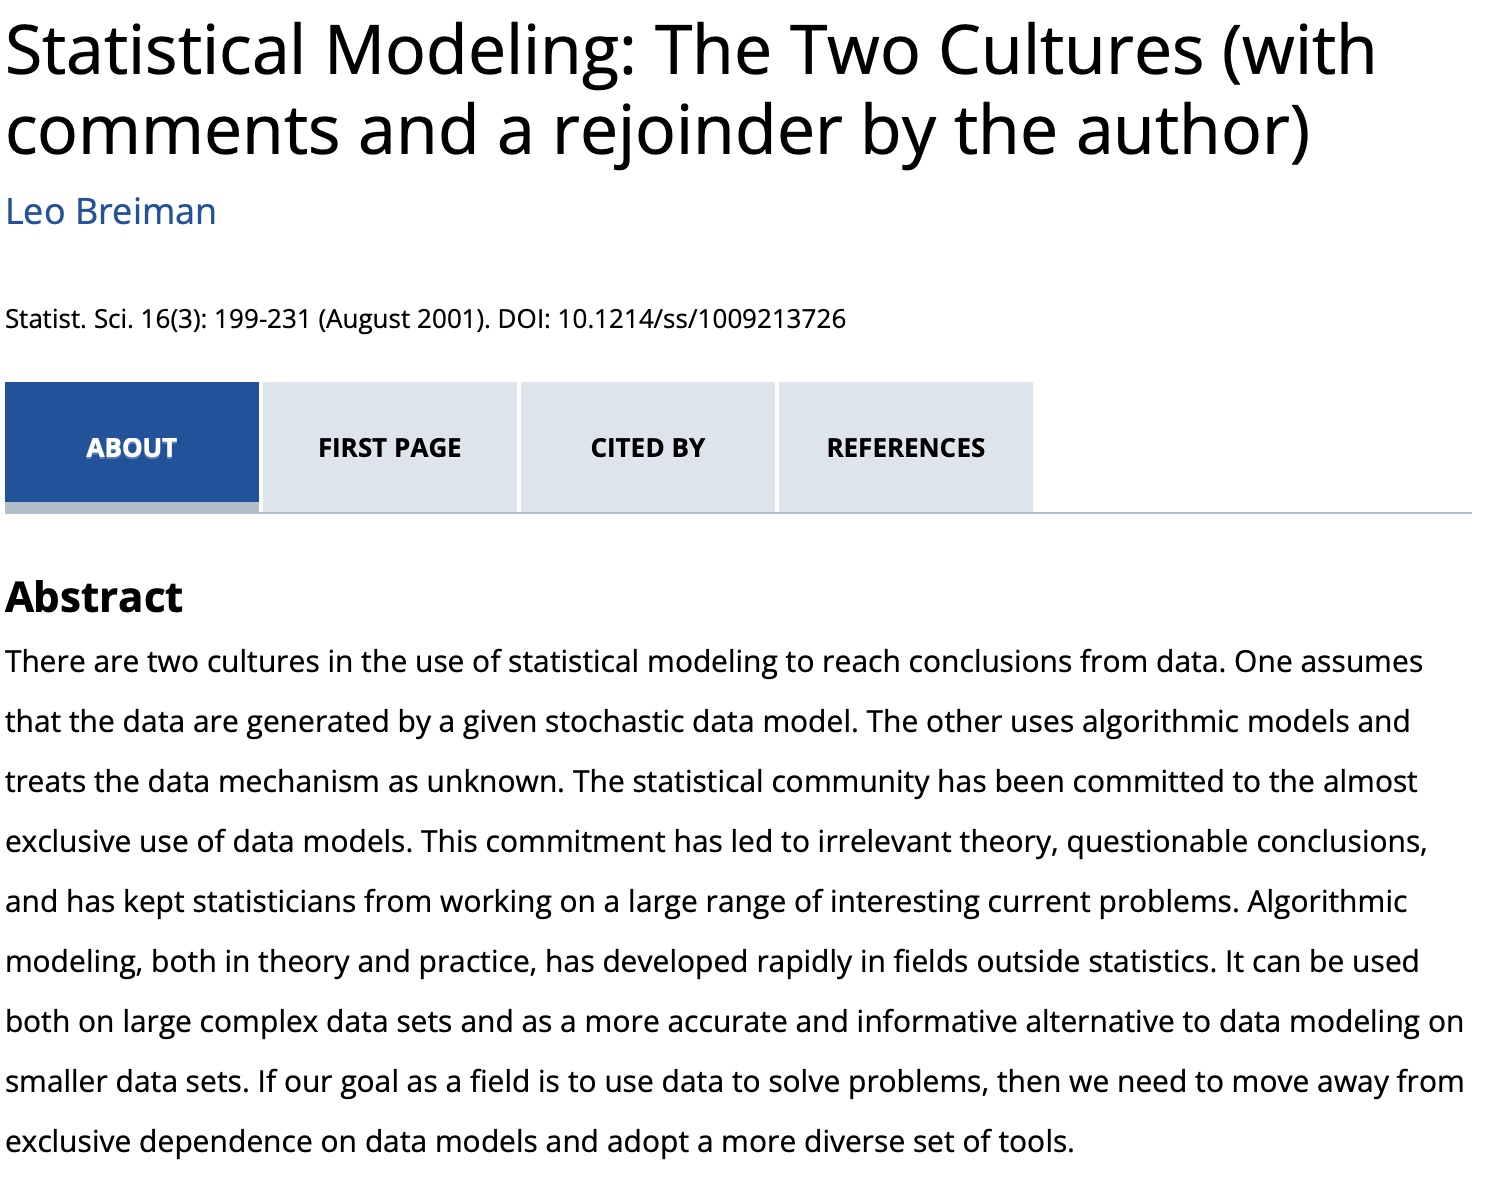 Statistical Modeling: The Two Cultures (with
comments and a rejoinder by the author)
Leo Breiman
Statist. Sci. 16(3): 199-231 (August 2001). DOI: 10.1214/ss/1009213726
ABOUT
FIRST PAGE
CITED BY
REFERENCES
Abstract
There are two cultures in the use of statistical modeling to reach conclusions from data. One assumes
that the data are generated by a given stochastic data model. The other uses algorithmic models and
treats the data mechanism as unknown. The statistical community has been committed to the almost
exclusive use of data models. This commitment has led to irrelevant theory, questionable conclusions,
and has kept statisticians from working on a large range of interesting current problems. Algorithmic
modeling, both in theory and practice, has developed rapidly in fields outside statistics. It can be used
both on large complex data sets and as a more accurate and informative alternative to data modeling on
smaller data sets. If our goal as a field is to use data to solve problems, then we need to move away from
exclusive dependence on data models and adopt a more diverse set of tools.